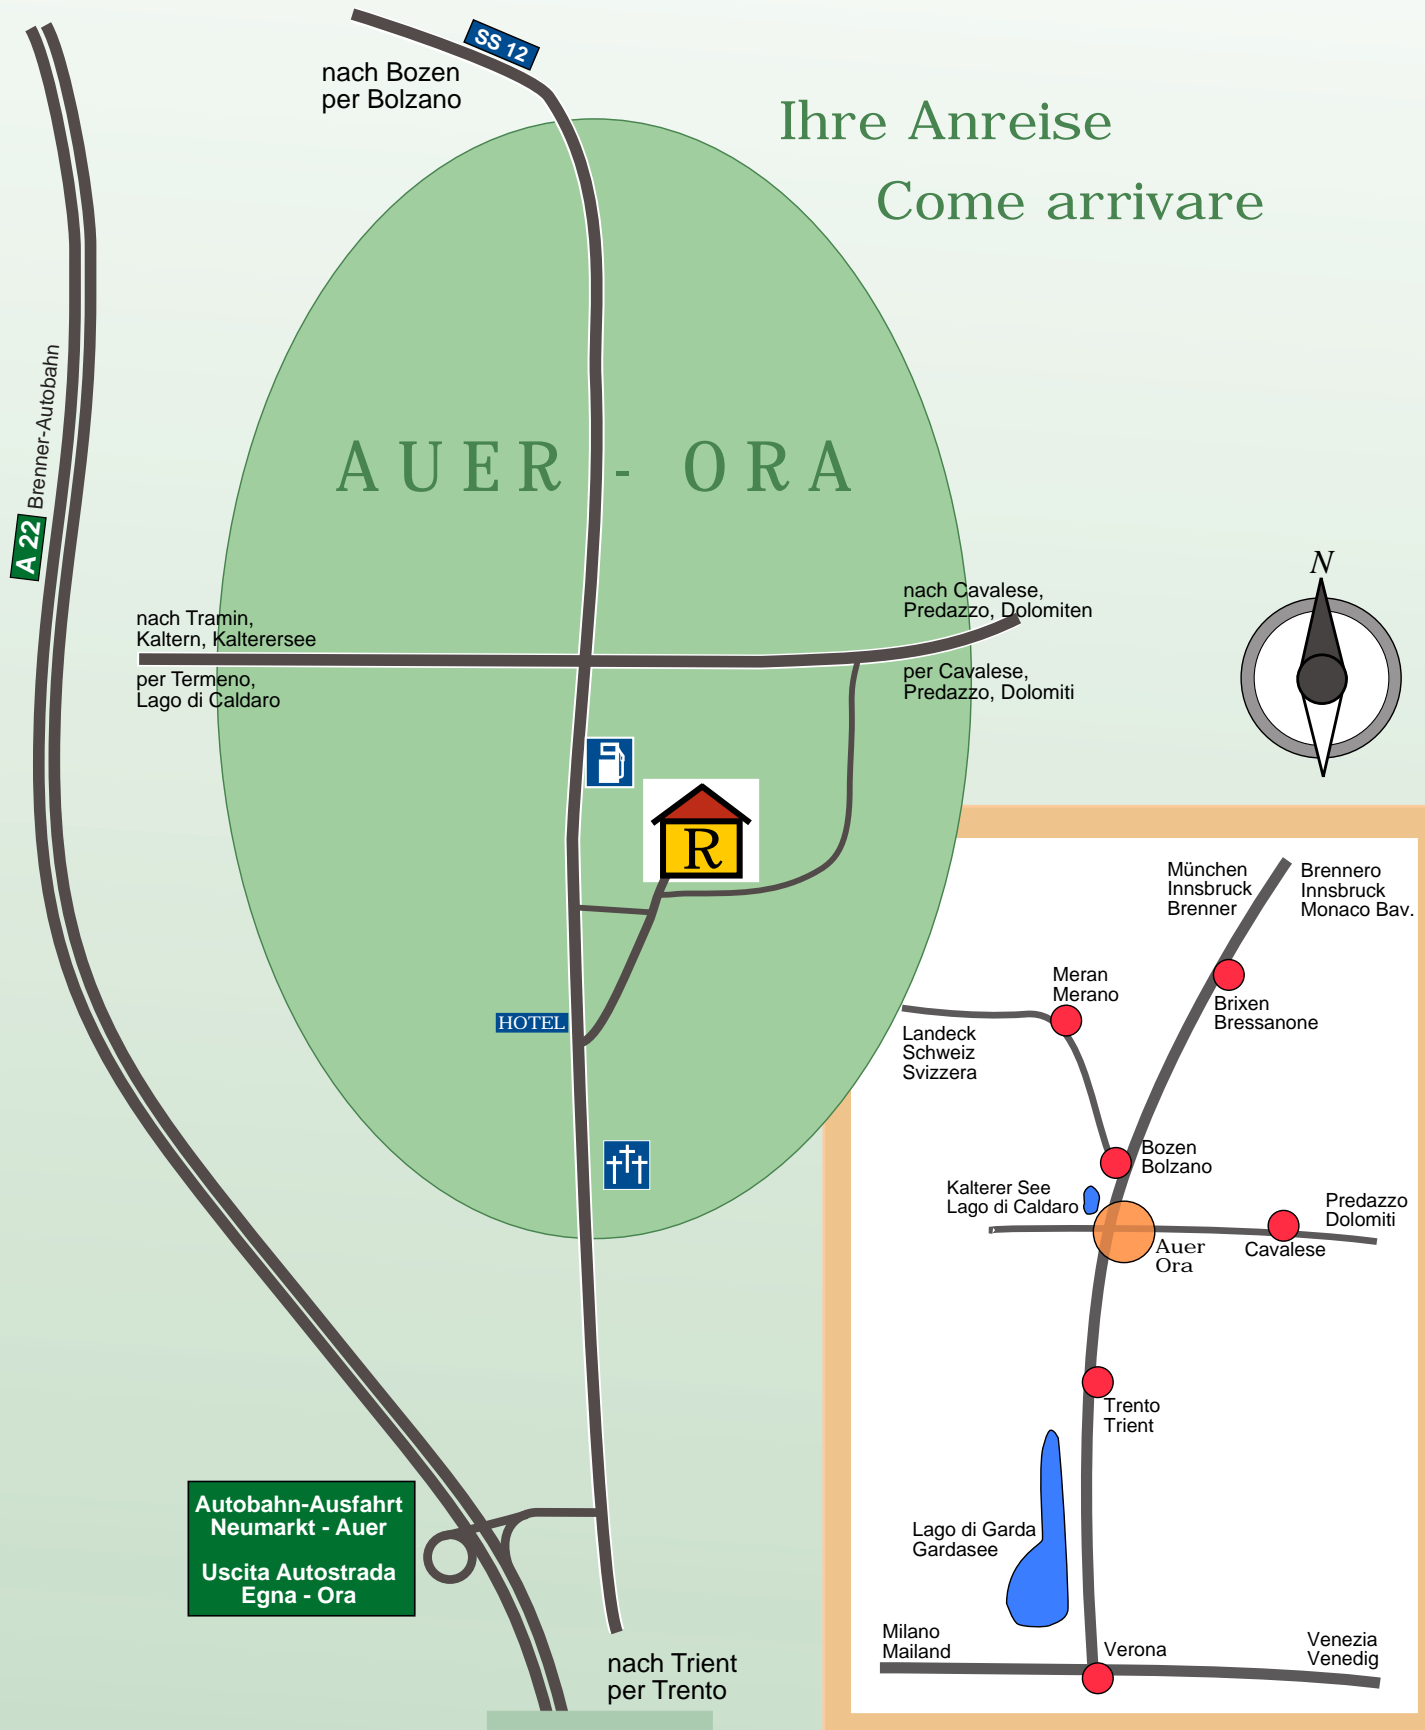 SS 12
nach Bozen
per Bolzano
Ihre Anreise
Come arrivare
A 22 Brenner-Autobahn
AUER - ORA
nach Tramin,
Kaltern, Kalterersee
per Termeno,
Lago di Caldaro
nach Cavalese,
Predazzo, Dolomiten
per Cavalese,
Predazzo, Dolomiti
N
R
HOTEL
Autobahn-Ausfahrt
Neumarkt - Auer
Uscita Autostrada
Egna - Ora
nach Trient
per Trento
München
Innsbruck
Brenner
Brennero
Innsbruck
Monaco Bav.
Meran
Merano
Brixen
Bressanone
Landeck
Schweiz
Svizzera
Bozen
Bolzano
Kalterer See
Lago di Caldaro
Predazzo
Dolomiti
Auer
Ora
Cavalese
Trento
Trient
Lago di Garda
Gardasee
Milano
Mailand
Verona
Venezia
Venedig